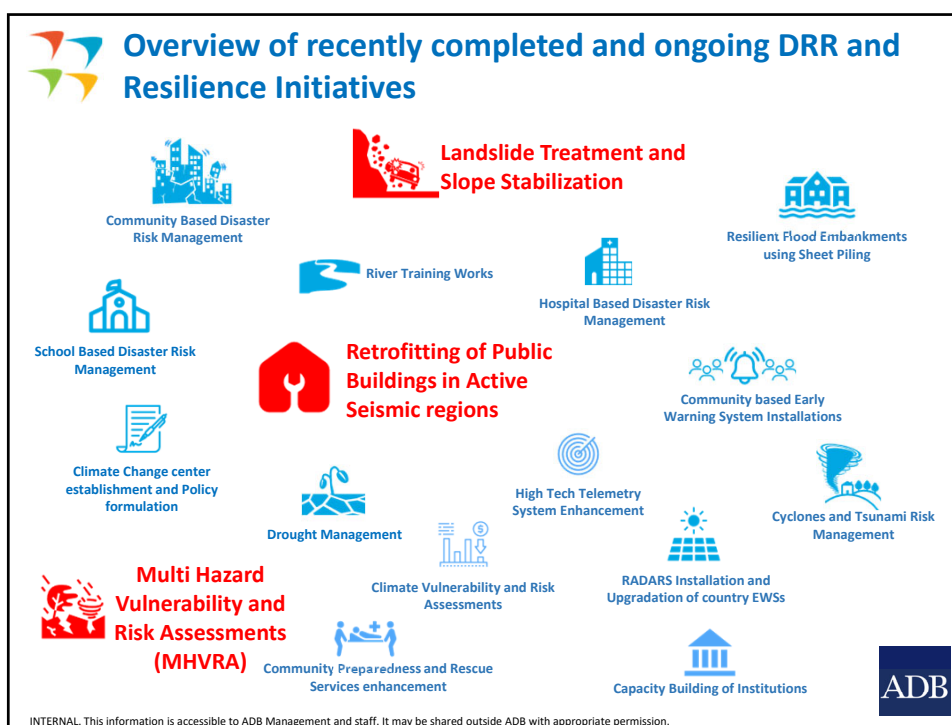 Overview of recently completed and ongoing DRR and
Resilience Initiatives
Landslide Treatment and
Slope Stabilization
Community Based Disaster
Risk Management
Resilient Flood Embankments
using Sheet Piling
River Training Works
Hospital Based Disaster Risk
Management
School Based Disaster Risk
Management
Retrofitting of Public
Buildings in Active
Seismic regions
Community based Early
Warning System Installations
Climate Change center
establishment and Policy
formulation
High Tech Telemetry
System Enhancement
Cyclones and Tsunami Risk
Management
Drought Management
Climate Vulnerability and Risk
Assessments
RADARS Installation and
Upgradation of country EWSs
Multi Hazard
Vulnerability and
Risk Assessments
(MHVRA)
Community Preparedness and Rescue
Services enhancement
Capacity Building of Institutions
ADB
INTERNAL. This information is accessible to ADB Management and staff. It may be shared outside ADB with appropriate permission.